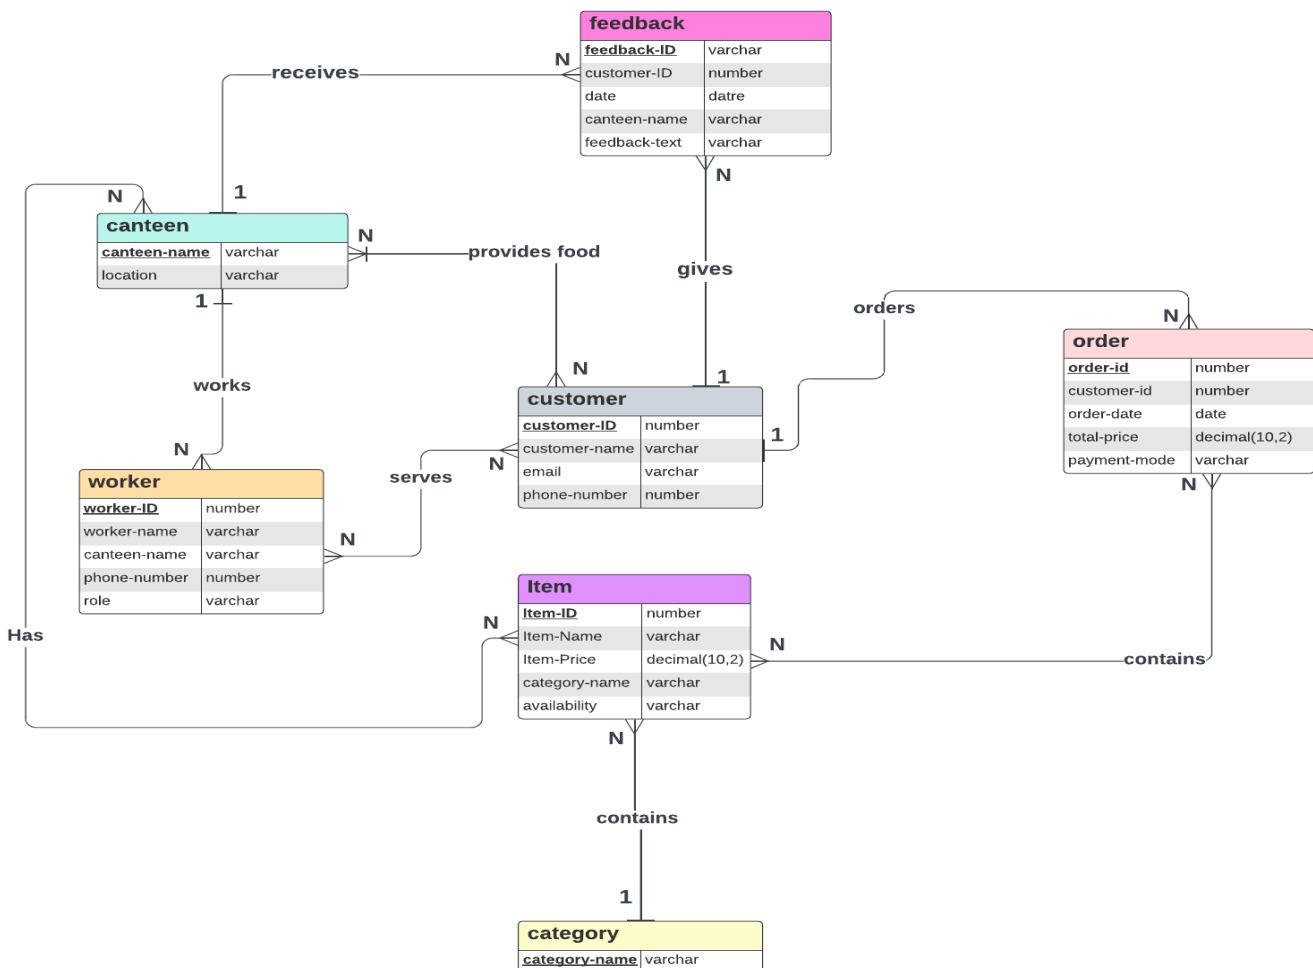 feedback
feedback-ID varchar
customer-ID number
date datre
canteen-name varchar
feedback-text varchar
N
receives
N
1
N
canteen
canteen-name varchar
location varchar
N
provides food
N
1
gives
1
orders
N
order
order-id number
customer-id number
order-date date
total-price decimal(10,2)
payment-mode varchar
N
works
N
customer
customer-ID number
customer-name varchar
email varchar
phone-number number
1
N
serves
N
worker
worker-ID number
worker-name varchar
canteen-name varchar
phone-number number
role varchar
Has
N
Item
Item-ID number
Item-Name varchar
Item-Price decimal(10,2)
category-name varchar
availability varchar
N
contains
N
contains
1
category
category-name varchar